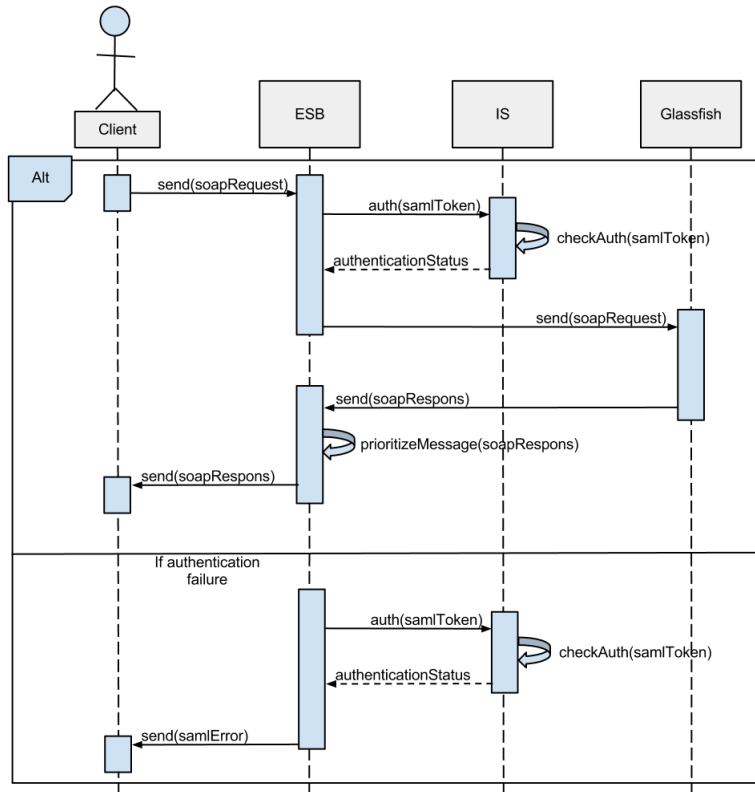 Client
ESB
IS
Glassfish
Alt
send(soapRequest)
auth(samlToken)
checkAuth(samlToken)
authenticationStatus
send(soapRequest)
send(soapRespons)
prioritizeMessage(soapRespons)
send(soapRespons)
If authentication
failure
auth(samlToken)
checkAuth(samlToken)
authenticationStatus
send(samlError)